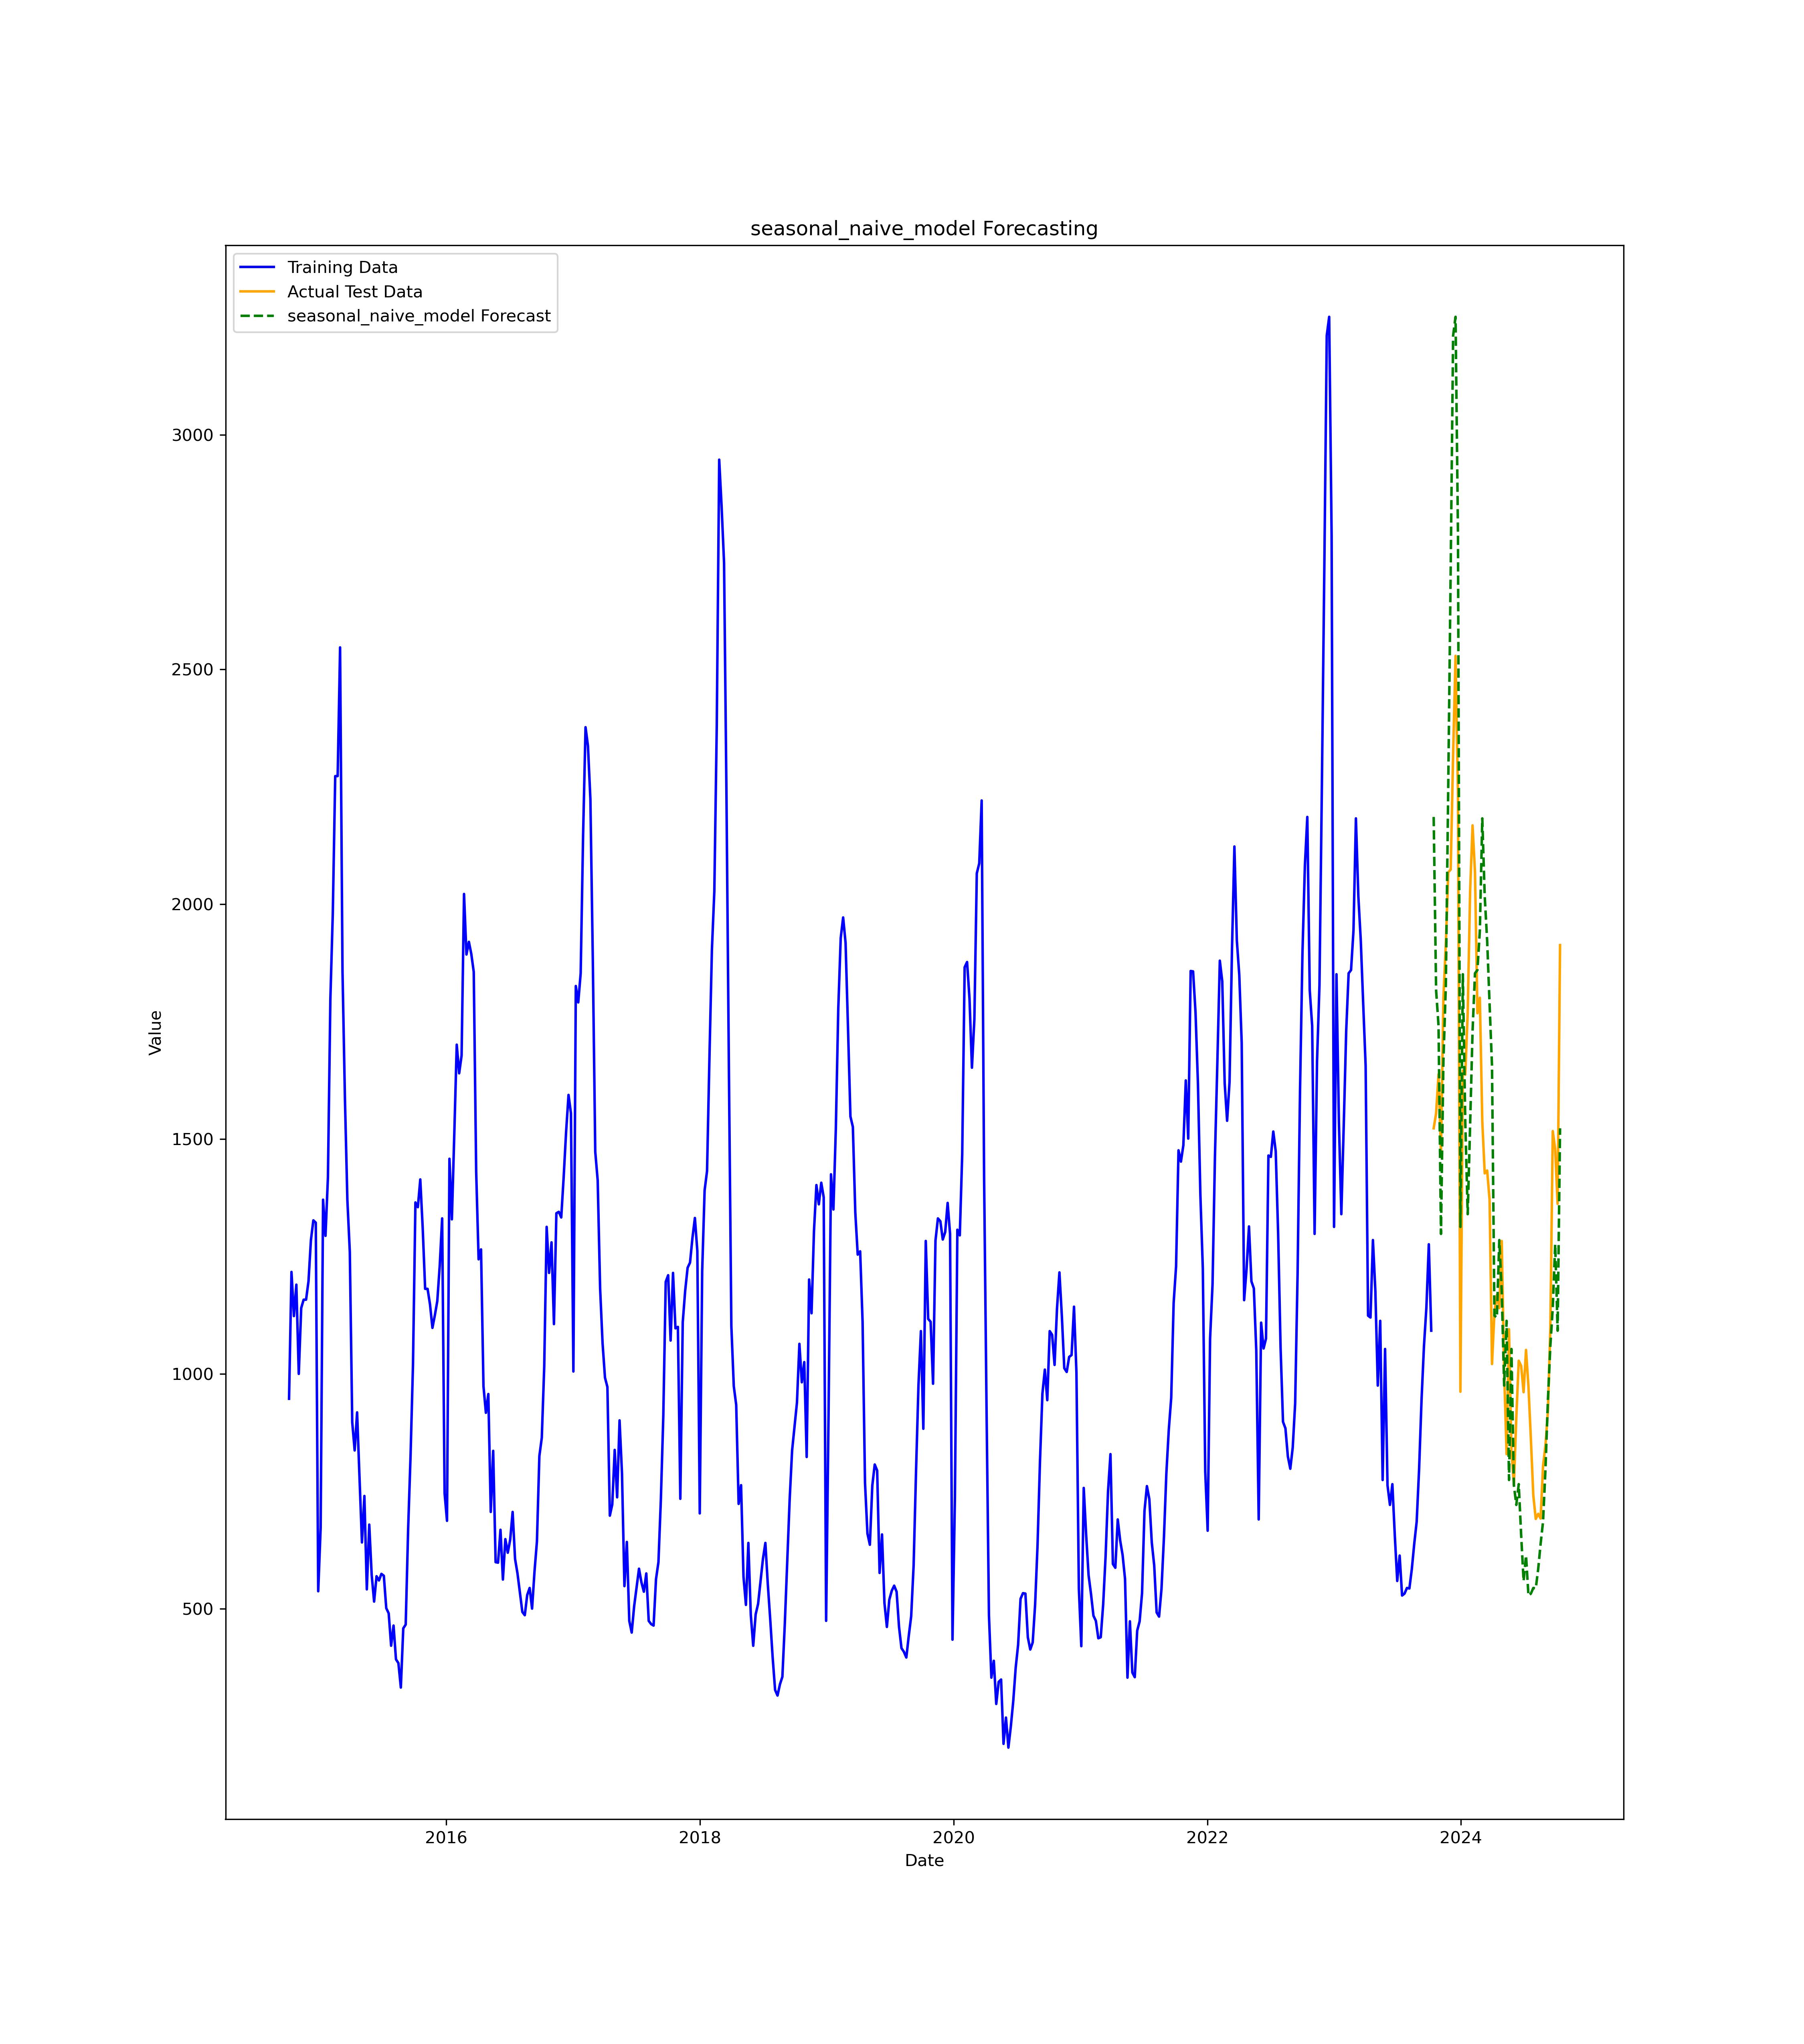 seasonal_naive_model Forecasting
Training Data
Actual Test Data
seasonal_naive_model Forecast
Value
3000
2500
2000
1500
1000
500
2016
2018
2020
2022
2024
Date